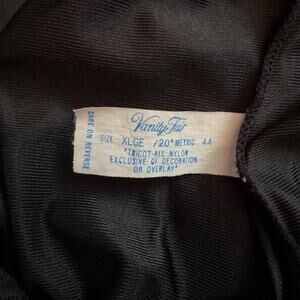 Vanity Fair
SIZE XLGE /20" METRIC 44
"TRICOT-ALL NYLON
EXCLUSIVE OF DECORATION
OR OVERLAY"
CARE ON REVERSE